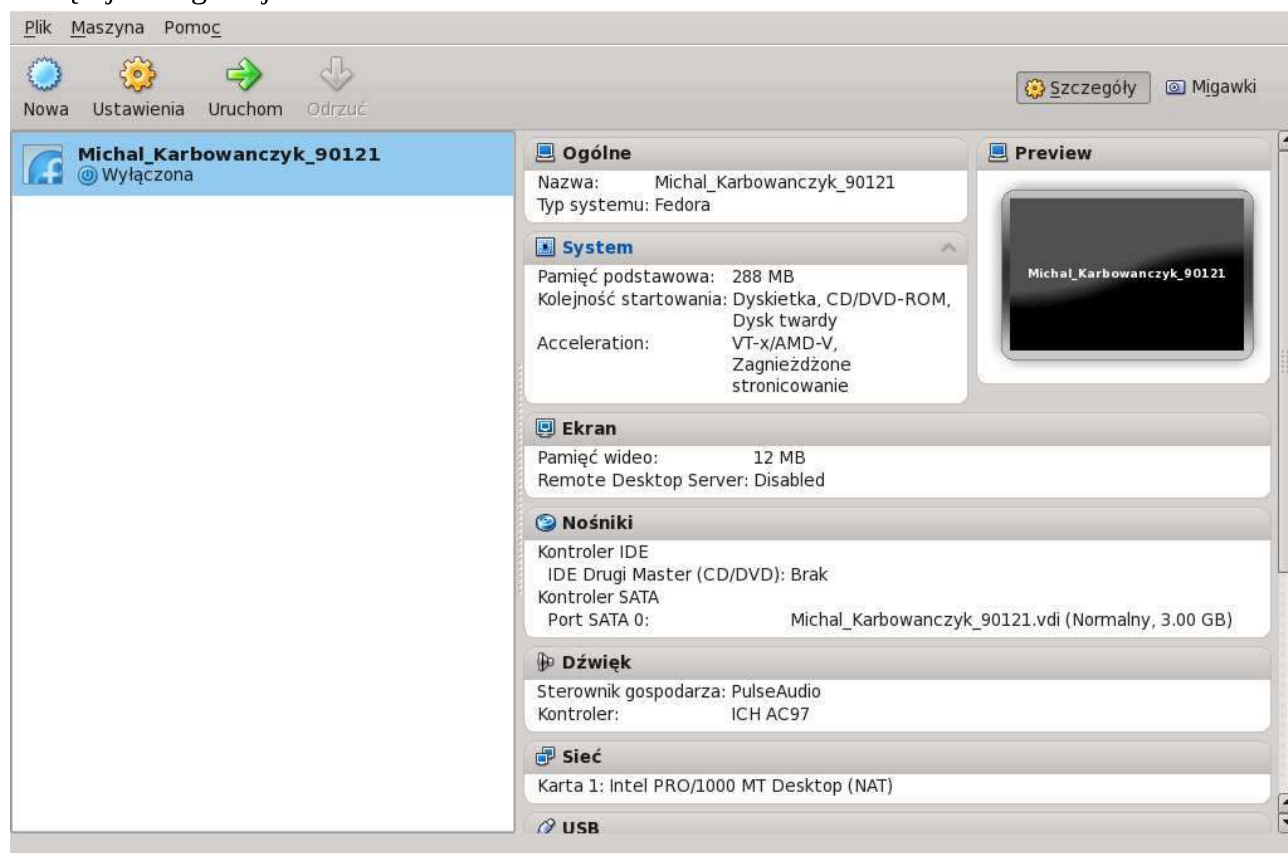 Plik Maszyna Pomoc
Nowa Ustawienia Uruchom Odrzuć
Szczegóły Migawki
Michal_Karbowanczyk_90121
Wyłączona
Ogólne
Nazwa: Michal_Karbowanczyk_90121
Typ systemu: Fedora
Preview
Michal_Karbowanczyk_90121
System
Pamięć podstawowa: 288 MB
Kolejność startowania: Dyskietka, CD/DVD-ROM,
Dysk twardy
Acceleration: VT-x/AMD-V,
Zagnieżdżone
stronicowanie
Ekran
Pamięć wideo: 12 MB
Remote Desktop Server: Disabled
Nośniki
Kontroler IDE
IDE Drugi Master (CD/DVD): Brak
Kontroler SATA
Port SATA 0: Michal_Karbowanczyk_90121.vdi (Normalny, 3.00 GB)
Dźwięk
Sterownik gospodarza: PulseAudio
Kontroler: ICH AC97
Sieć
Karta 1: Intel PRO/1000 MT Desktop (NAT)
USB